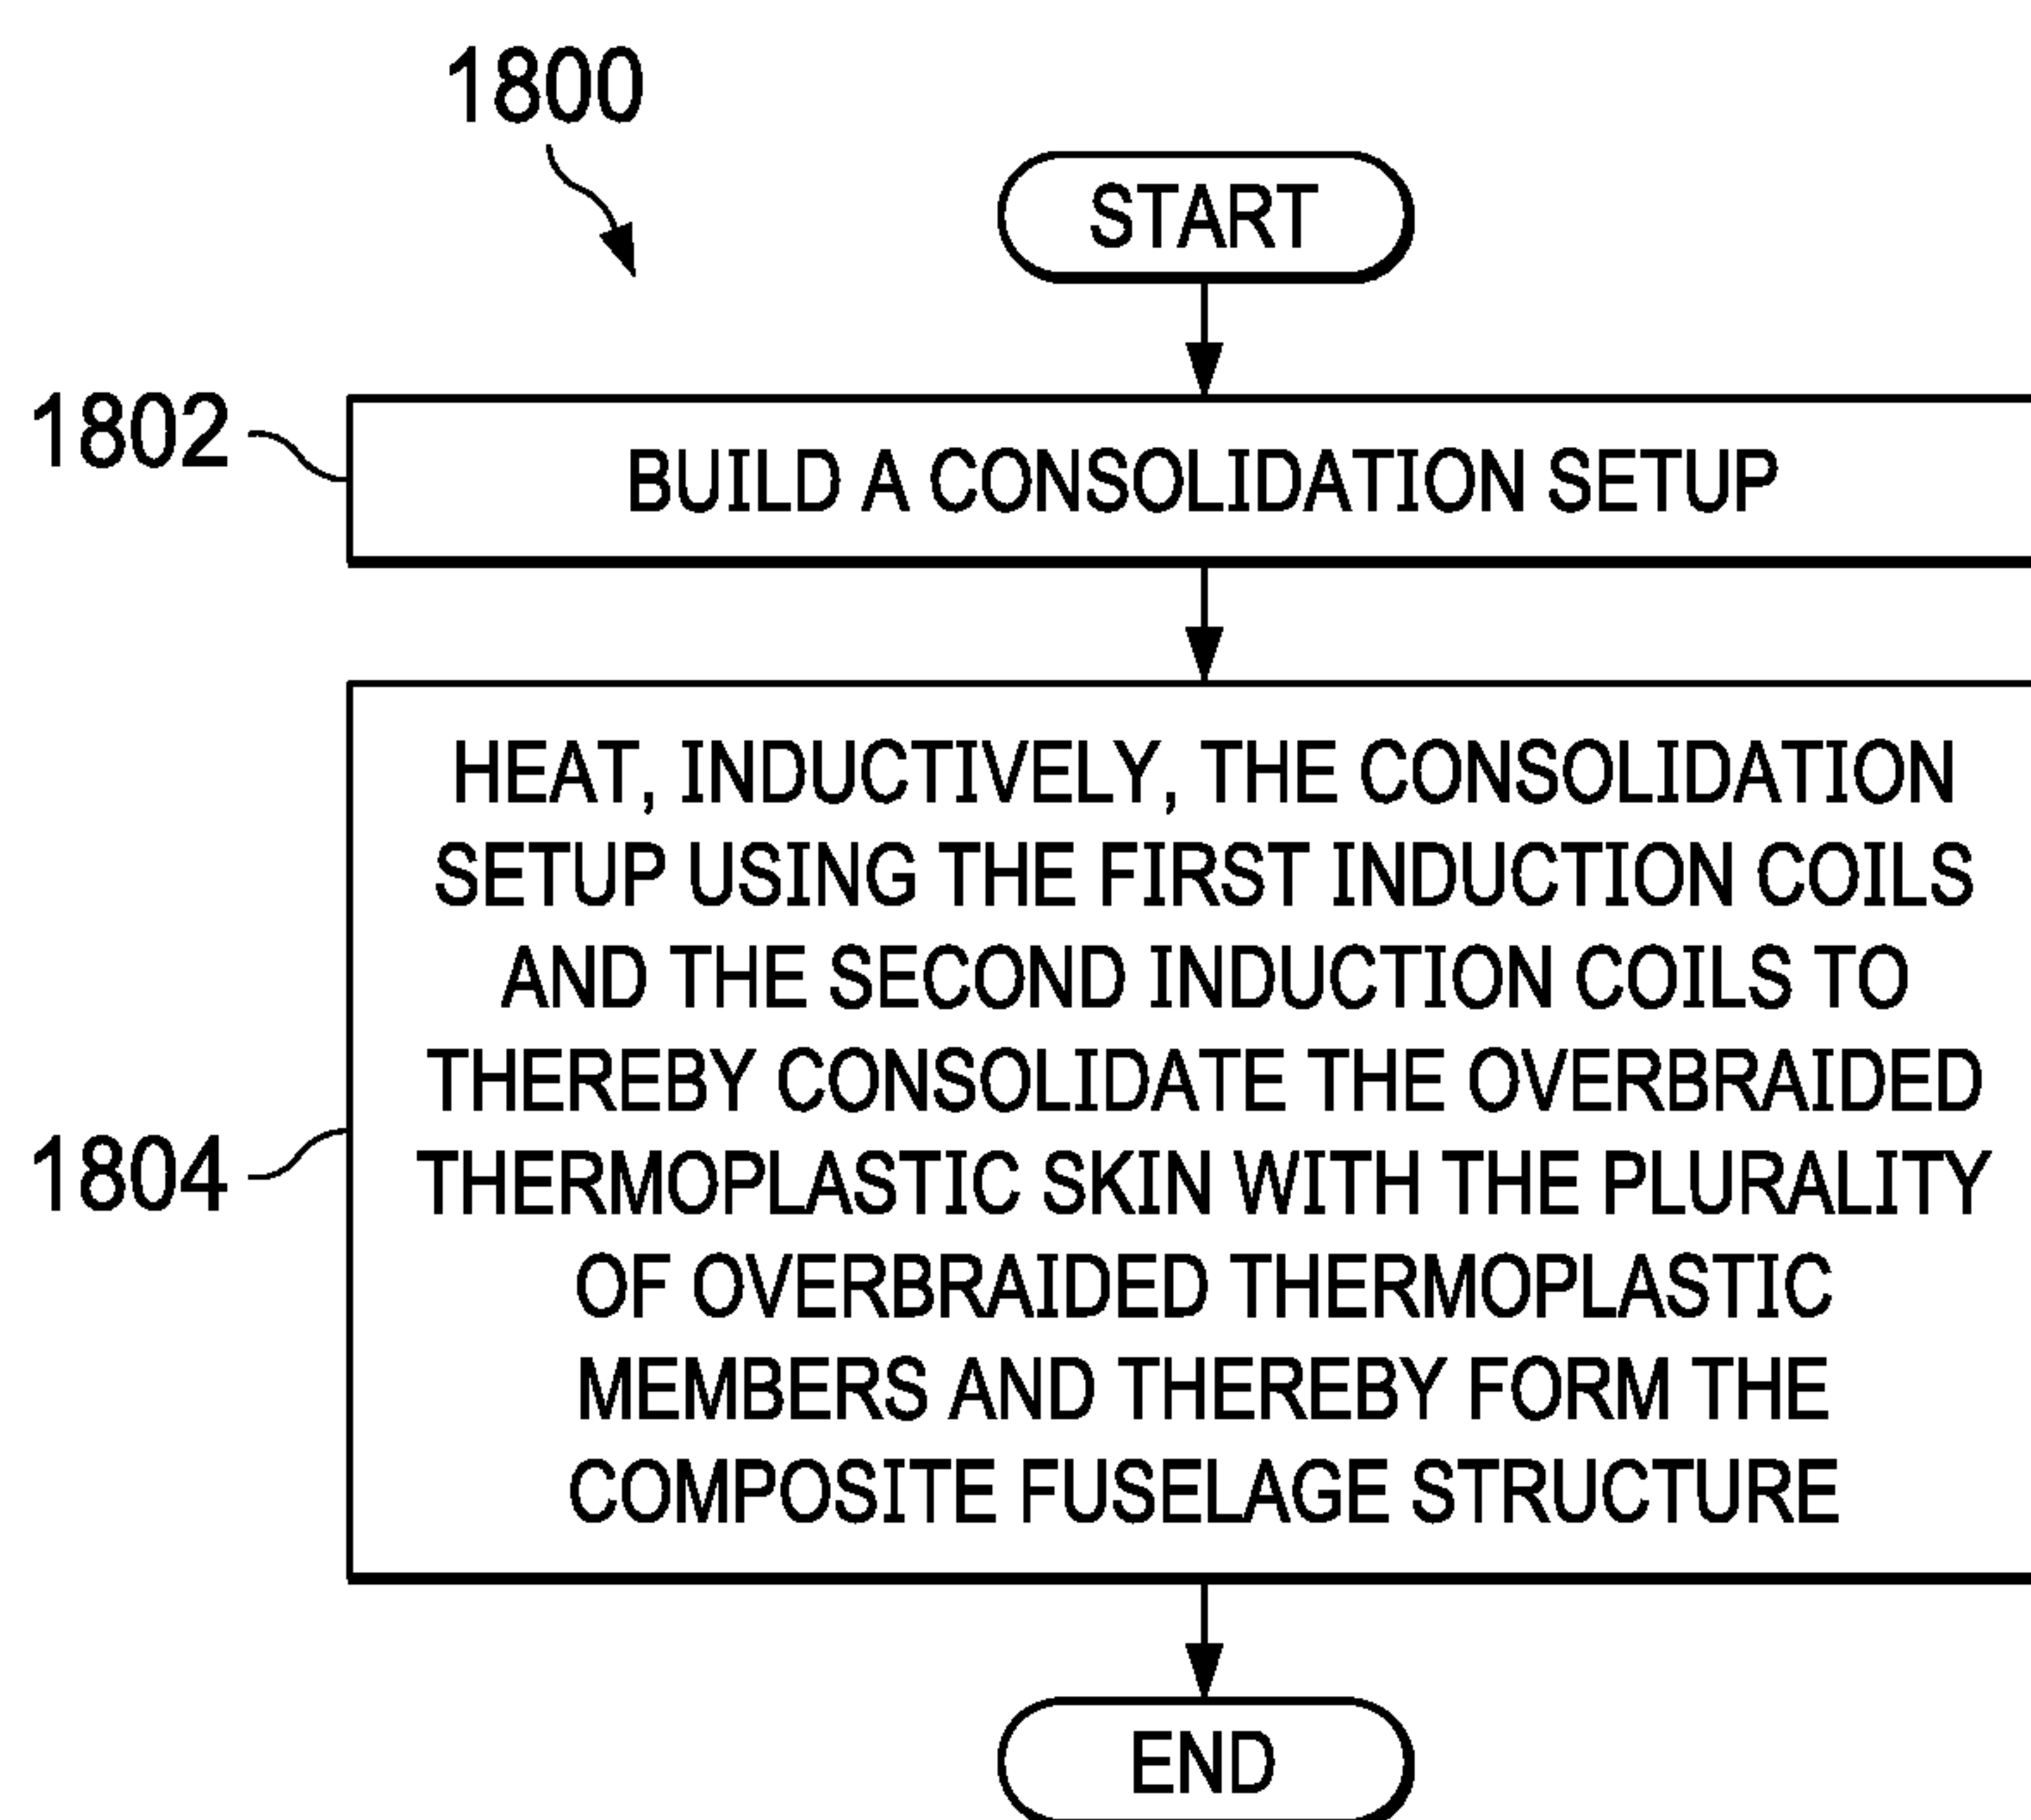 1800
START
1802
BUILD A CONSOLIDATION SETUP
HEAT, INDUCTIVELY, THE CONSOLIDATION
SETUP USING THE FIRST INDUCTION COILS
AND THE SECOND INDUCTION COILS TO
THEREBY CONSOLIDATE THE OVERBRAIDED
1804
THERMOPLASTIC SKIN WITH THE PLURALITY
OF OVERBRAIDED THERMOPLASTIC
MEMBERS AND THEREBY FORM THE
COMPOSITE FUSELAGE STRUCTURE
END